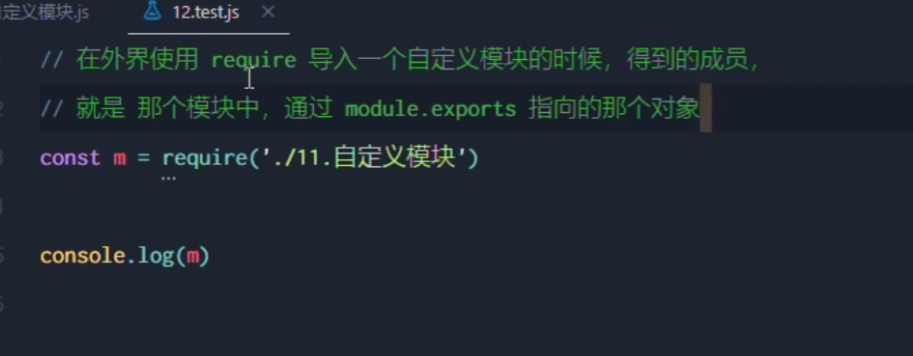 自定义模块.js 12.test.js ×
// 在外界使用 require 导入一个自定义模块的时候，得到的成员，
// 就是 那个模块中，通过 module.exports 指向的那个对象
const m = require('./11.自定义模块')
console.log(m)